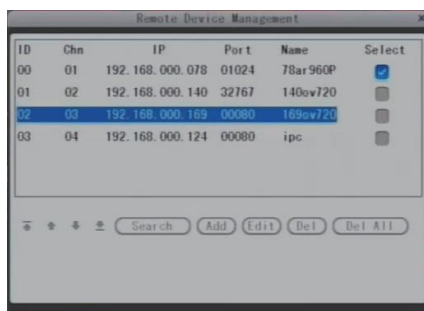 Remote Device Management x
ID Chn IP Port Name Select
00 01 192.168.000.078 01024 78ar960P
01 02 192.168.000.140 32767 140ov720
02 03 192.168.000.169 00080 169ov720
03 04 192.168.000.124 00080 ipc
Search Add Edit Del Del All